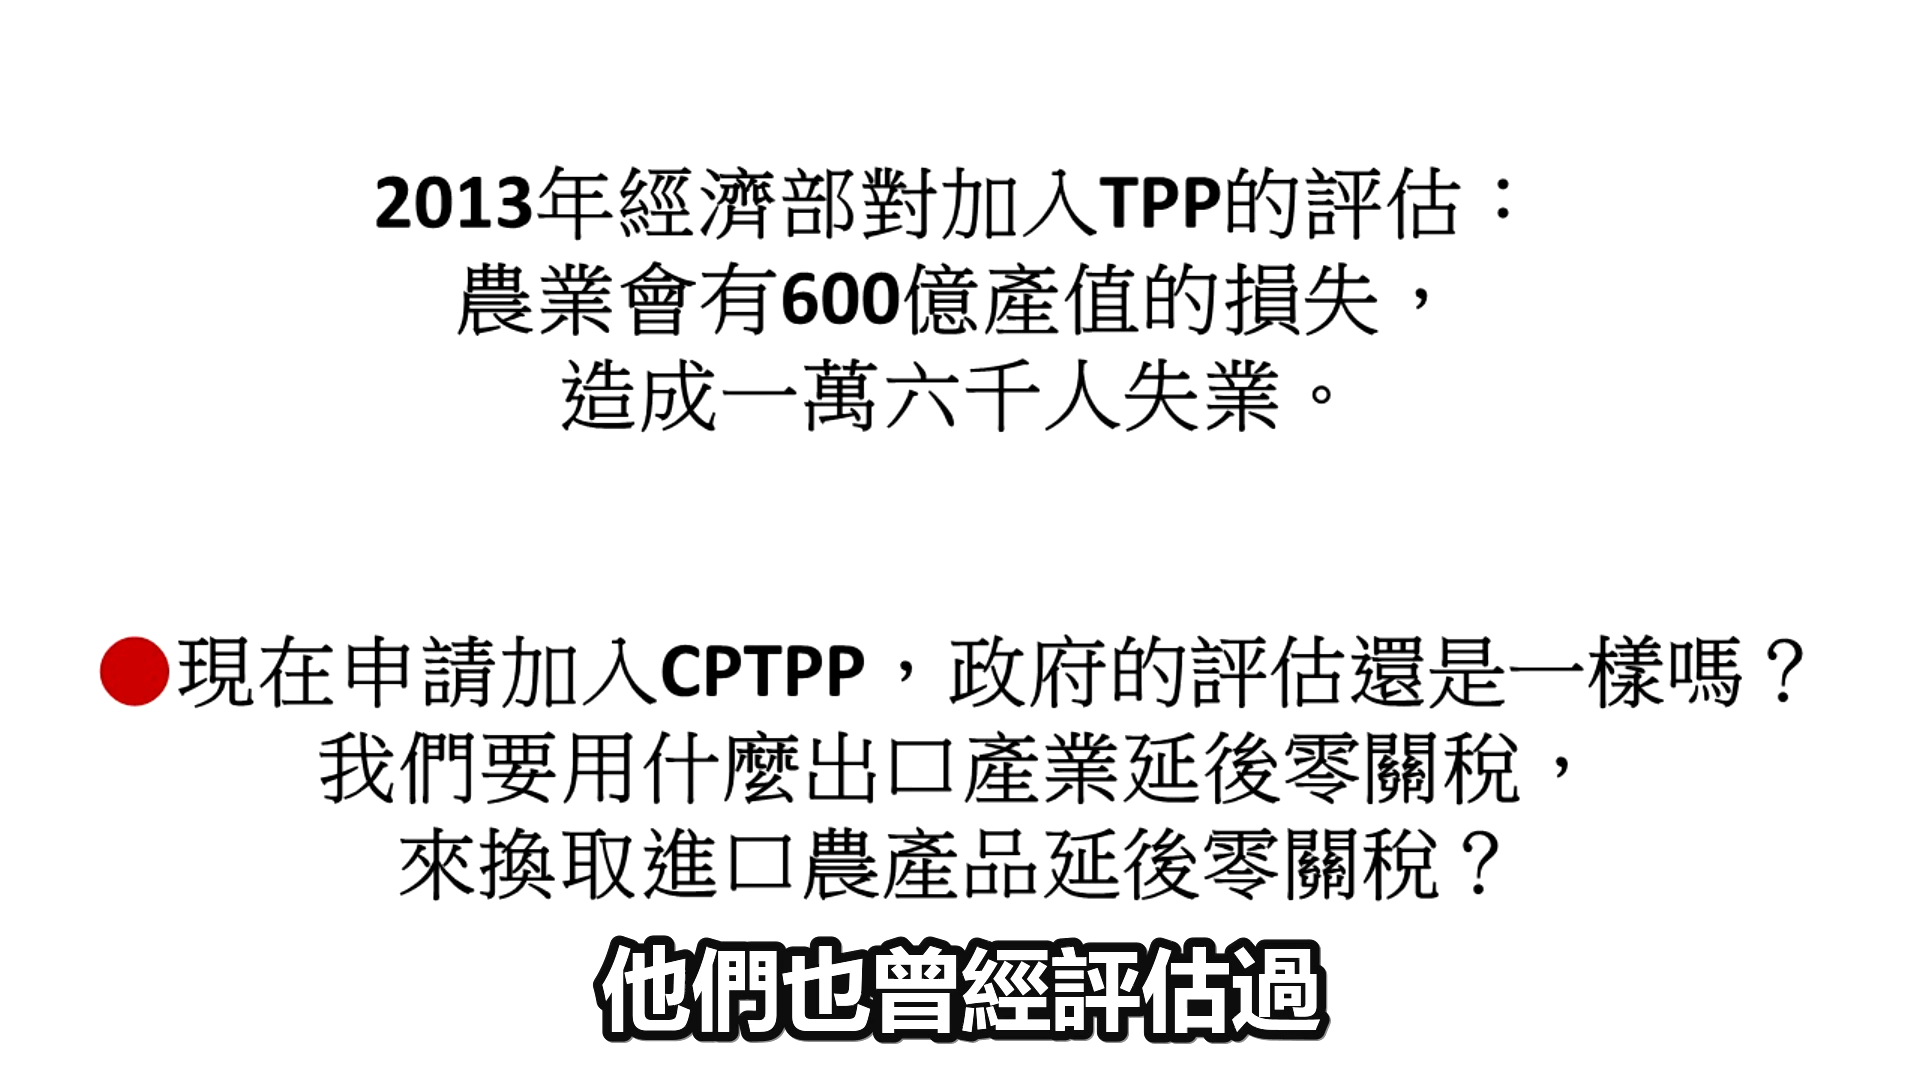 2013年經濟部對加入TPP的評估：
農業會有600億產值的損失，
造成一萬六千人失業。
現在申請加入CPTPP，政府的評估還是一樣嗎？
我們要用什麼出口產業延後零關稅，
來換取進口農產品延後零關稅？
他們也曾經評估過